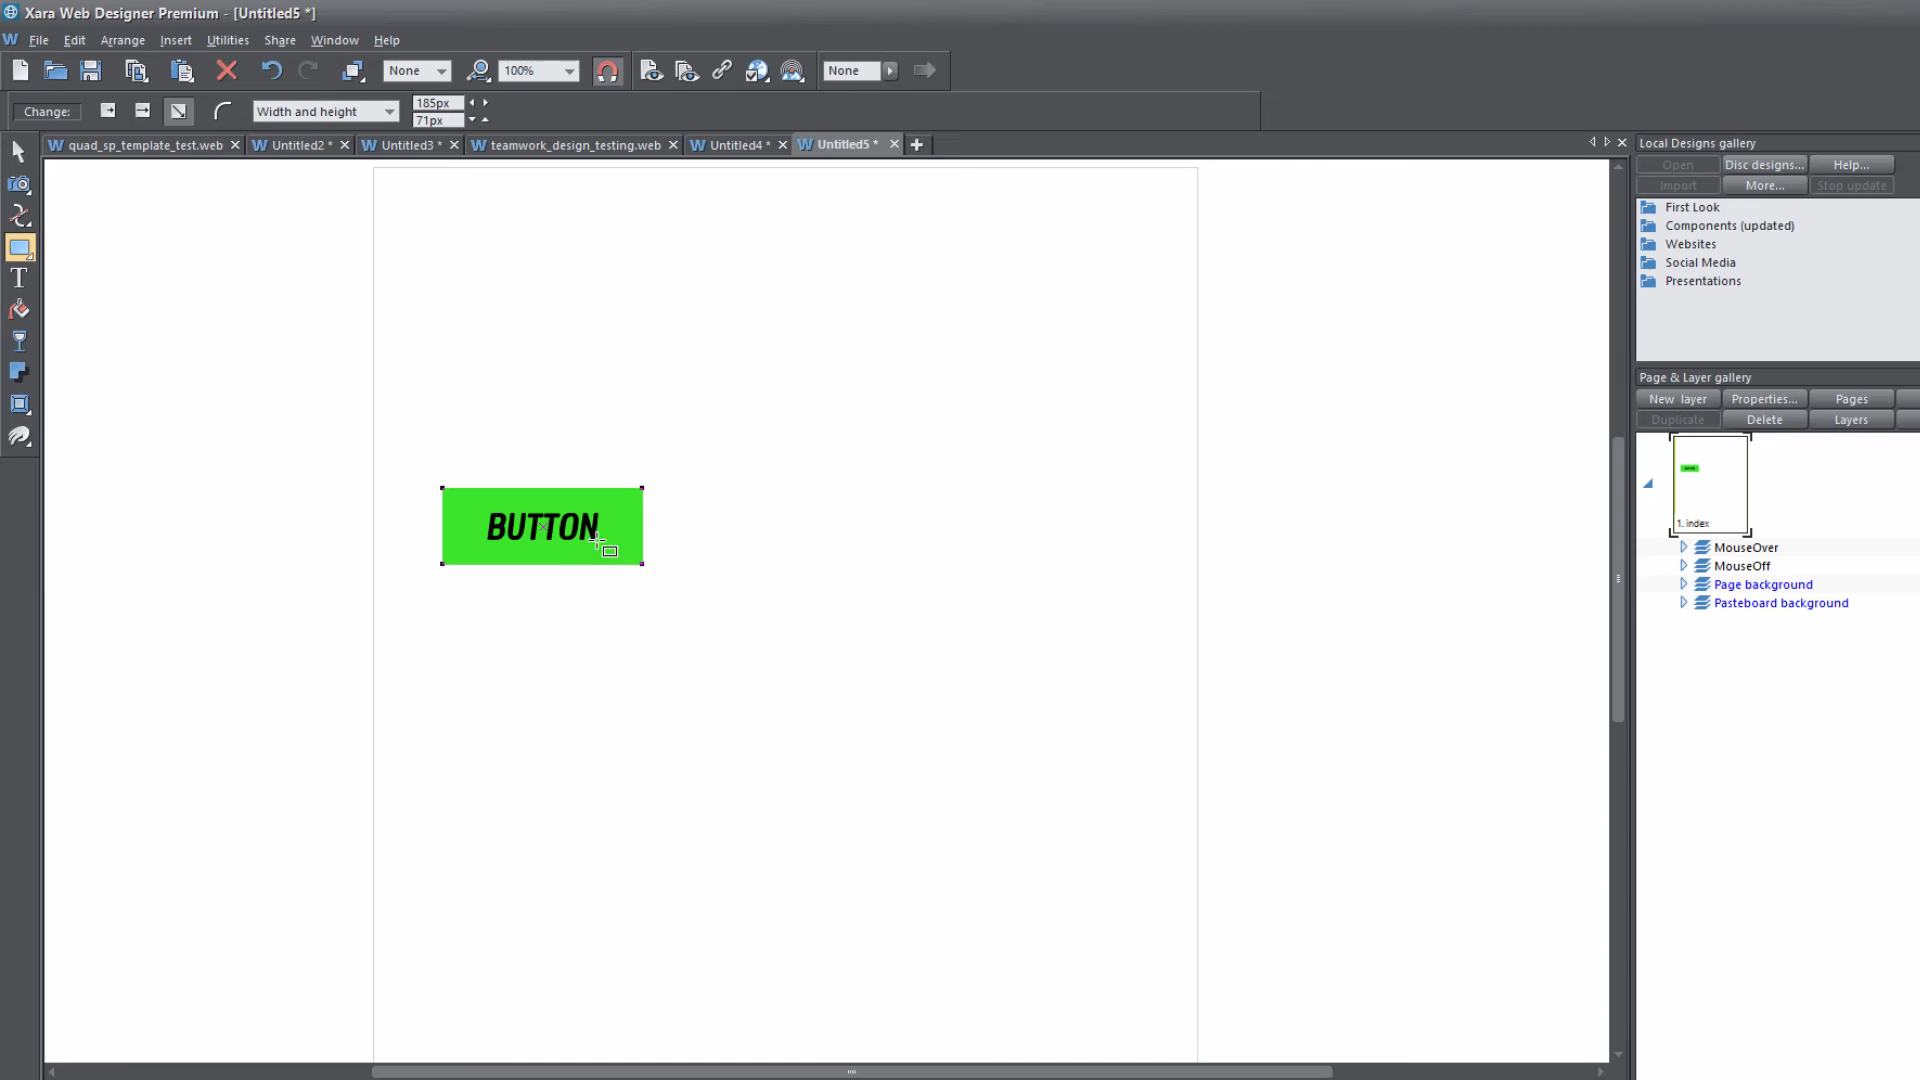 Xara Web Designer Premium - [Untitled5 *]
File Edit Arrange Insert Utilities Share Window Help
None 100% None
Change: Width and height 185px
71px
quad_sp_template_test.web Untitled2 * Untitled3 * teamwork_design_testing.web Untitled4 * Untitled5 *
BUTTON
Local Designs gallery
Open Disc designs... Help...
Import More... Stop update
First Look
Components (updated)
Websites
Social Media
Presentations
Page & Layer gallery
New layer Properties... Pages
Duplicate Delete Layers
1. index
MouseOver
MouseOff
Page background
Pasteboard background